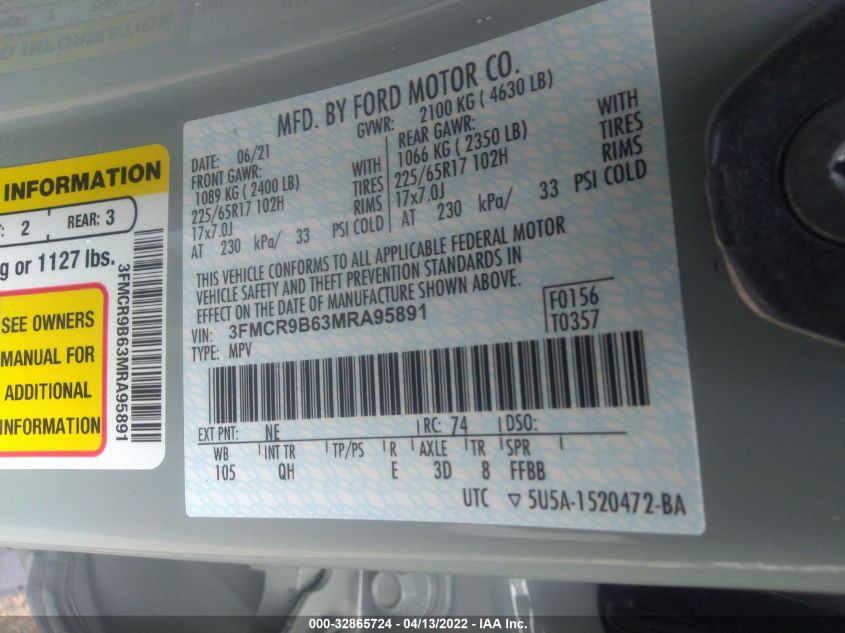 INFORMATION
2 REAR: 3
g or 1127 lbs.
SEE OWNERS
MANUAL FOR
ADDITIONAL
INFORMATION
3FMCR9B63MRA95891
MFD. BY FORD MOTOR CO.
GVWR: 2100 KG ( 4630 LB)
DATE: 06/21
FRONT GAWR:
1089 KG ( 2400 LB) WITH
225/65R17 102H TIRES
17x7.0J RIMS
AT 230 kPa/ 33 PSI COLD
REAR GAWR:
1066 KG ( 2350 LB) WITH
225/65R17 102H TIRES
17x7.0J RIMS
AT 230 kPa/ 33 PSI COLD
THIS VEHICLE CONFORMS TO ALL APPLICABLE FEDERAL MOTOR
VEHICLE SAFETY AND THEFT PREVENTION STANDARDS IN
EFFECT ON THE DATE OF MANUFACTURE SHOWN ABOVE.
VIN: 3FMCR9B63MRA95891
TYPE: MPV
F0156
T0357
EXT PNT: NE RC: 74 DSO:
WB INT TR TP/PS R AXLE TR SPR
105 QH E 3D 8 FFBB
UTC ▽ 5U5A-1520472-BA
000-32865724 - 04/13/2022 - IAA Inc.